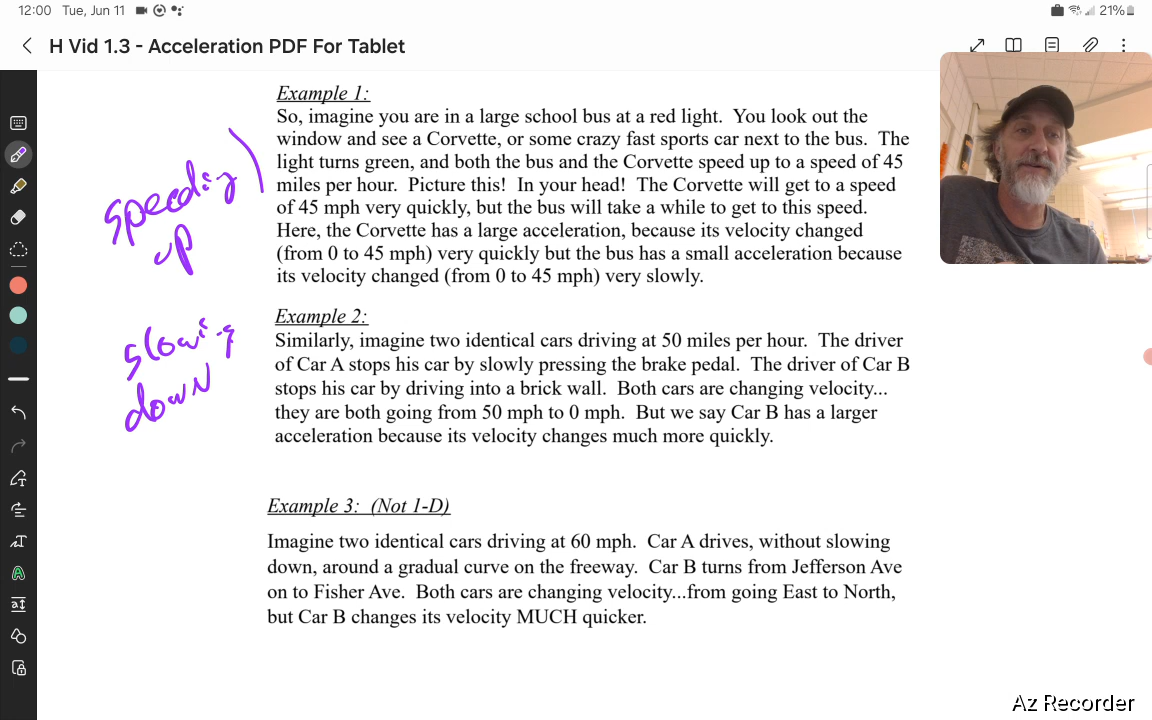 12:00 Tue, Jun 11
21%
H Vid 1.3 - Acceleration PDF For Tablet
Example 1:
So, imagine you are in a large school bus at a red light. You look out the
window and see a Corvette, or some crazy fast sports car next to the bus. The
light turns green, and both the bus and the Corvette speed up to a speed of 45
miles per hour. Picture this! In your head! The Corvette will get to a speed
of 45 mph very quickly, but the bus will take a while to get to this speed.
Here, the Corvette has a large acceleration, because its velocity changed
(from 0 to 45 mph) very quickly but the bus has a small acceleration because
its velocity changed (from 0 to 45 mph) very slowly.
speeding
up
Example 2:
Similarly, imagine two identical cars driving at 50 miles per hour. The driver
of Car A stops his car by slowly pressing the brake pedal. The driver of Car B
stops his car by driving into a brick wall. Both cars are changing velocity...
they are both going from 50 mph to 0 mph. But we say Car B has a larger
acceleration because its velocity changes much more quickly.
slowing
down
Example 3: (Not 1-D)
Imagine two identical cars driving at 60 mph. Car A drives, without slowing
down, around a gradual curve on the freeway. Car B turns from Jefferson Ave
on to Fisher Ave. Both cars are changing velocity...from going East to North,
but Car B changes its velocity MUCH quicker.
Az Recorder